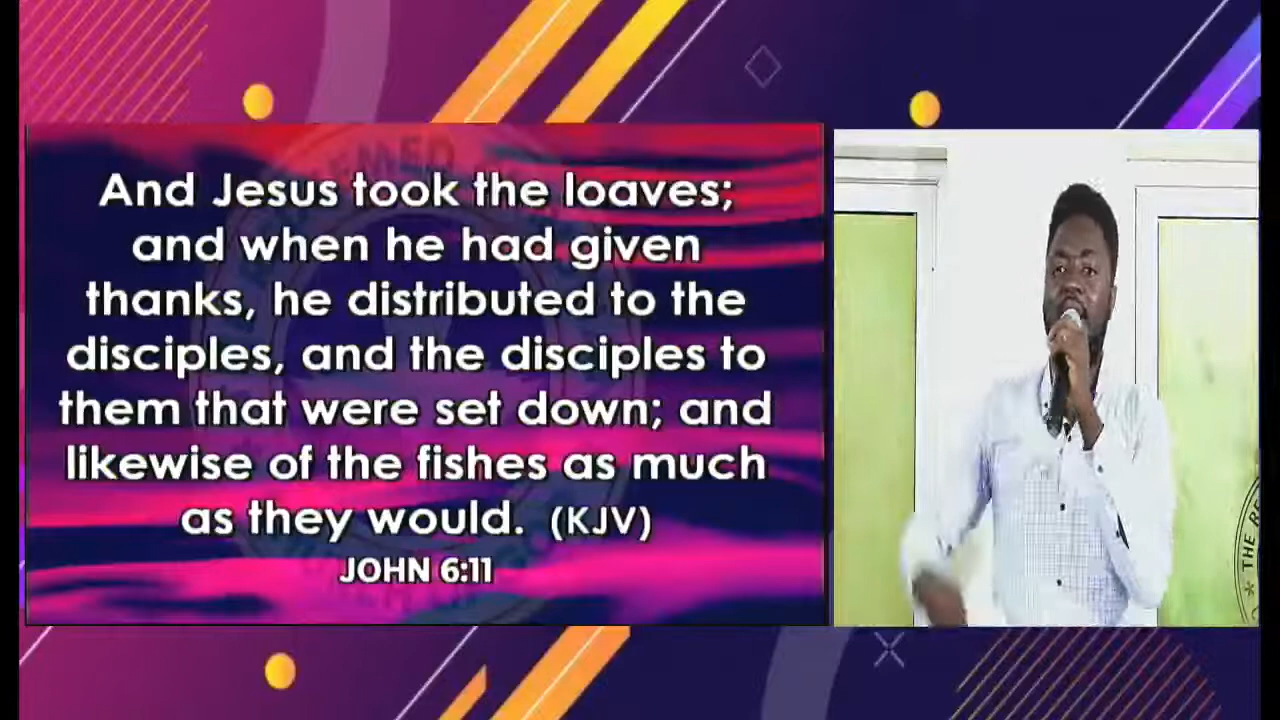 And Jesus took the loaves;
and when he had given
thanks, he distributed to the
disciples, and the disciples to
them that were set down; and
likewise of the fishes as much
as they would. (KJV)
JOHN 6:11
THE RE